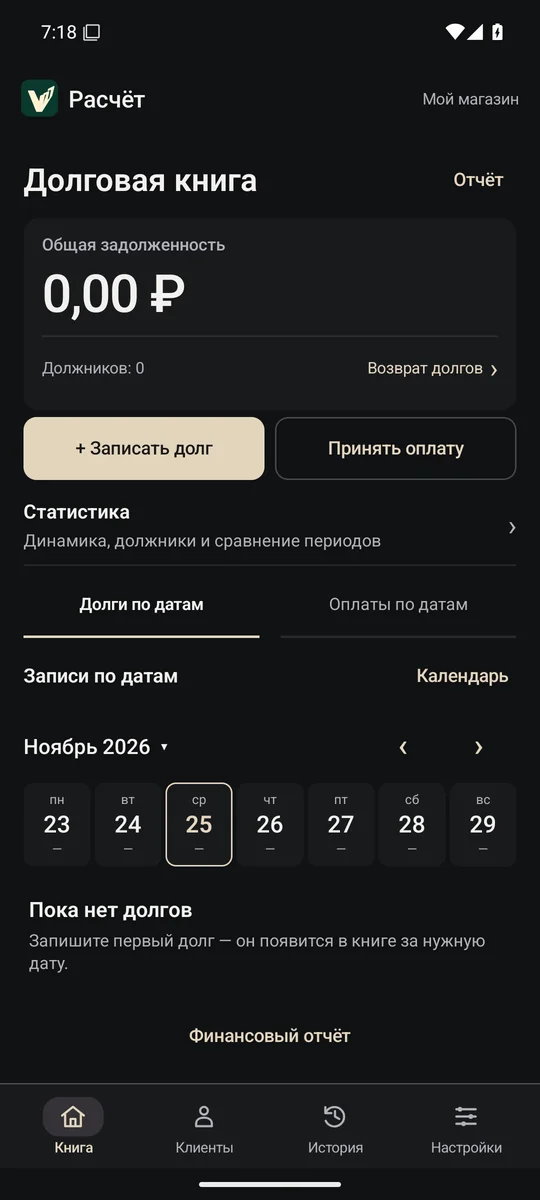 7:18
Расчёт
Мой магазин
Долговая книга
Отчёт
Общая задолженность
0,00 ₽
Должников: 0
Возврат долгов ›
+ Записать долг
Принять оплату
Статистика
Динамика, должники и сравнение периодов
›
Долги по датам
Оплаты по датам
Записи по датам
Календарь
Ноябрь 2026 ▾
‹ ›
пн вт ср чт пт сб вс
23 24 25 26 27 28 29
– – – – – – –
Пока нет долгов
Запишите первый долг — он появится в книге за нужную
дату.
Финансовый отчёт
Книга Клиенты История Настройки